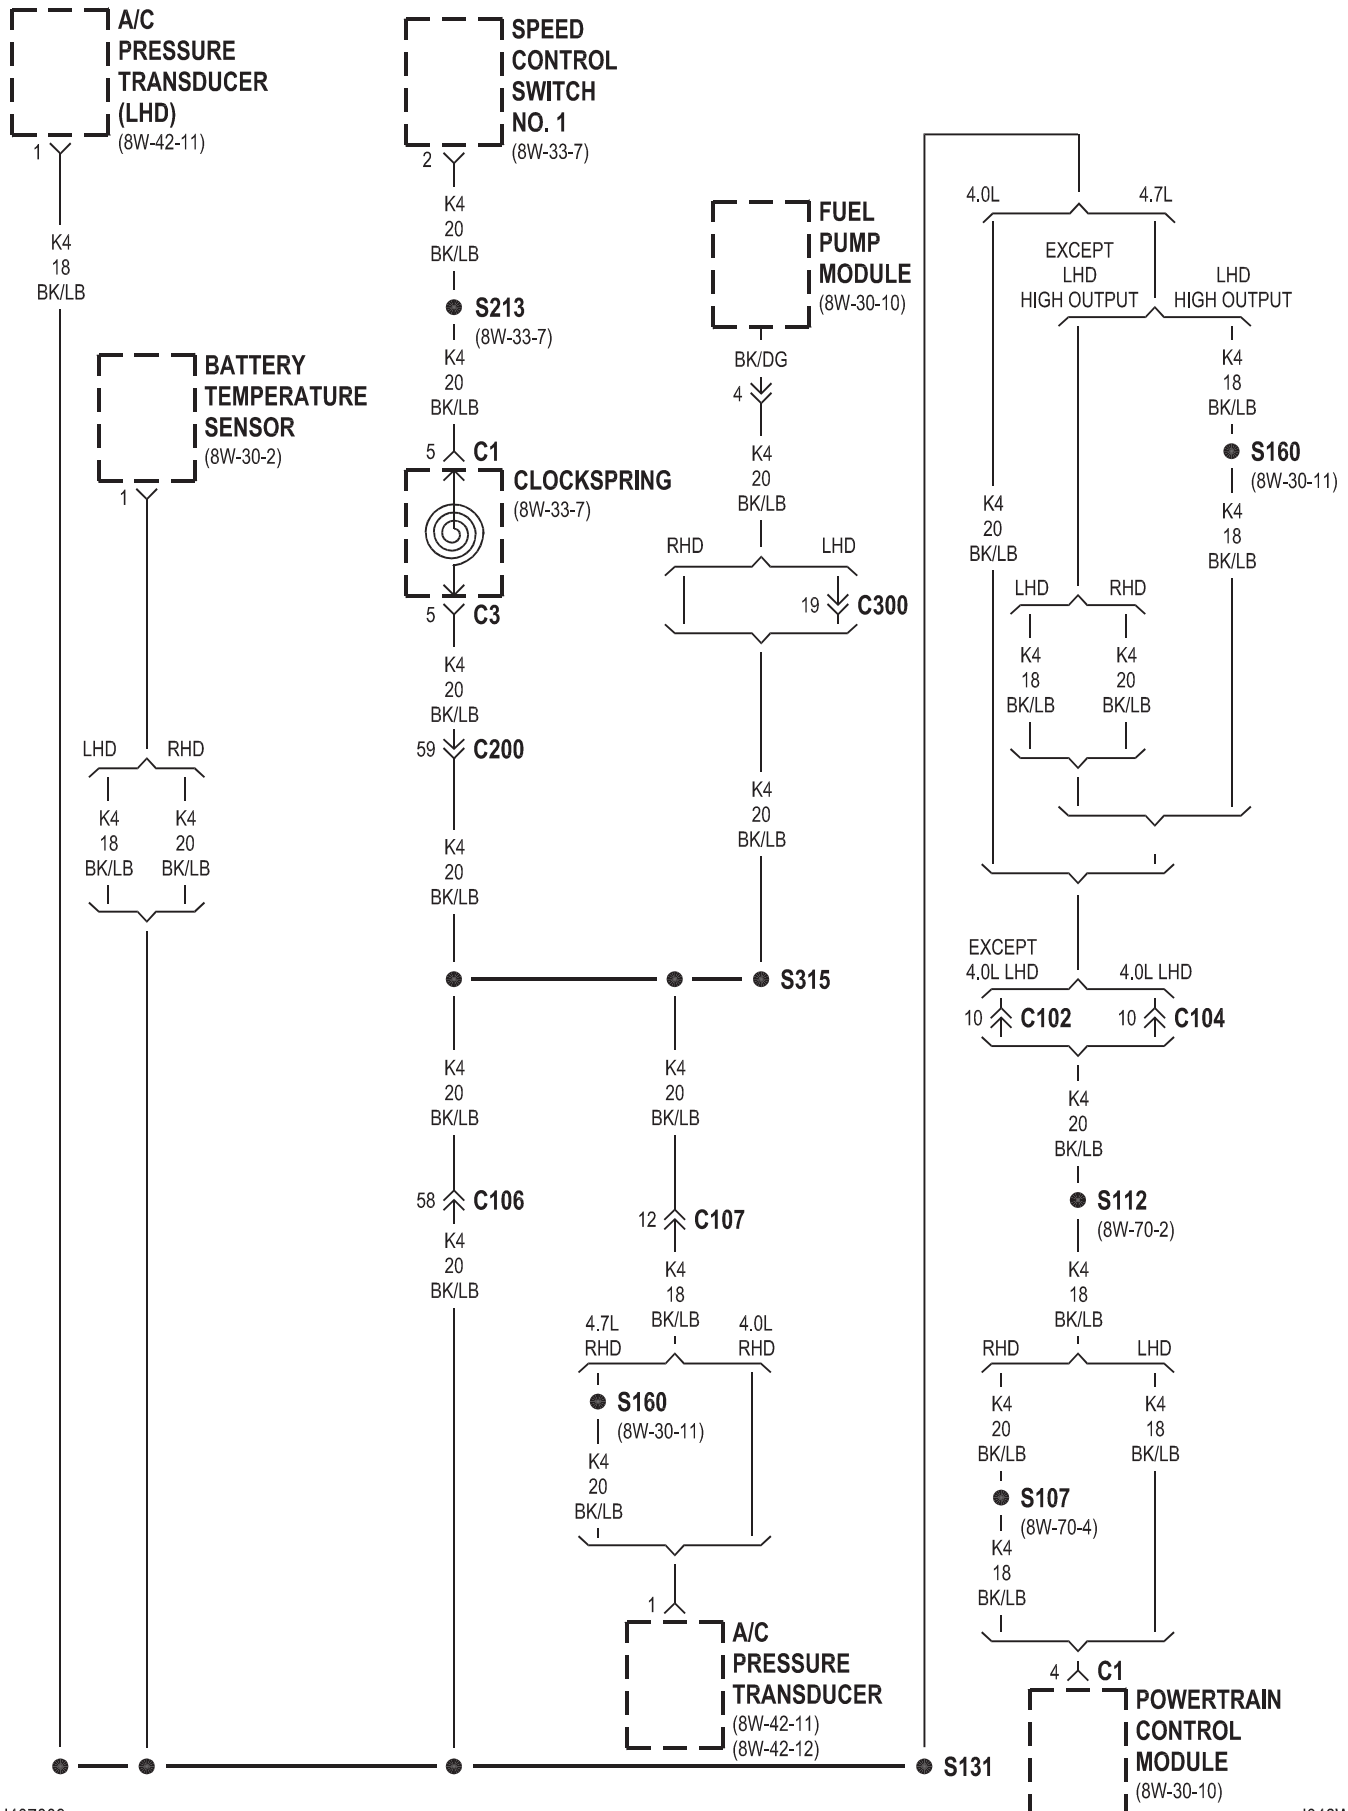 A/C
PRESSURE
TRANSDUCER
(LHD)
(8W-42-11)
1
K4
18
BK/LB
BATTERY
TEMPERATURE
SENSOR
(8W-30-2)
1
LHD
RHD
K4
18
BK/LB
K4
20
BK/LB
SPEED
CONTROL
SWITCH
NO. 1
(8W-33-7)
2
K4
20
BK/LB
S213
(8W-33-7)
K4
20
BK/LB
5
C1
CLOCKSPRING
(8W-33-7)
5
C3
K4
20
BK/LB
59
C200
K4
20
BK/LB
FUEL
PUMP
MODULE
(8W-30-10)
BK/DG
4
K4
20
BK/LB
RHD
LHD
19
C300
K4
20
BK/LB
S315
K4
20
BK/LB
58
C106
K4
20
BK/LB
K4
20
BK/LB
12
C107
K4
18
BK/LB
4.7L
RHD
4.0L
RHD
S160
(8W-30-11)
K4
20
BK/LB
1
A/C
PRESSURE
TRANSDUCER
(8W-42-11)
(8W-42-12)
S131
4.0L
4.7L
EXCEPT
LHD
HIGH OUTPUT
LHD
HIGH OUTPUT
K4
18
BK/LB
S160
(8W-30-11)
K4
18
BK/LB
K4
20
BK/LB
LHD
RHD
K4
18
BK/LB
K4
20
BK/LB
EXCEPT
4.0L LHD
4.0L LHD
10
C102
10
C104
K4
20
BK/LB
S112
(8W-70-2)
K4
18
BK/LB
RHD
LHD
K4
20
BK/LB
K4
18
BK/LB
S107
(8W-70-4)
K4
18
BK/LB
4
C1
POWERTRAIN
CONTROL
MODULE
(8W-30-10)